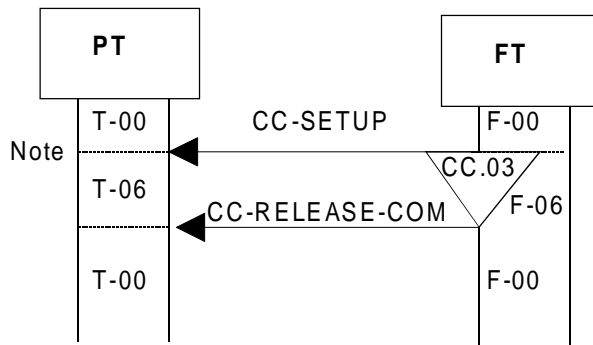 PT
FT
T-00
CC-SETUP
F-00
Note
CC.03
T-06
F-06
CC-RELEASE-COM
T-00
F-00